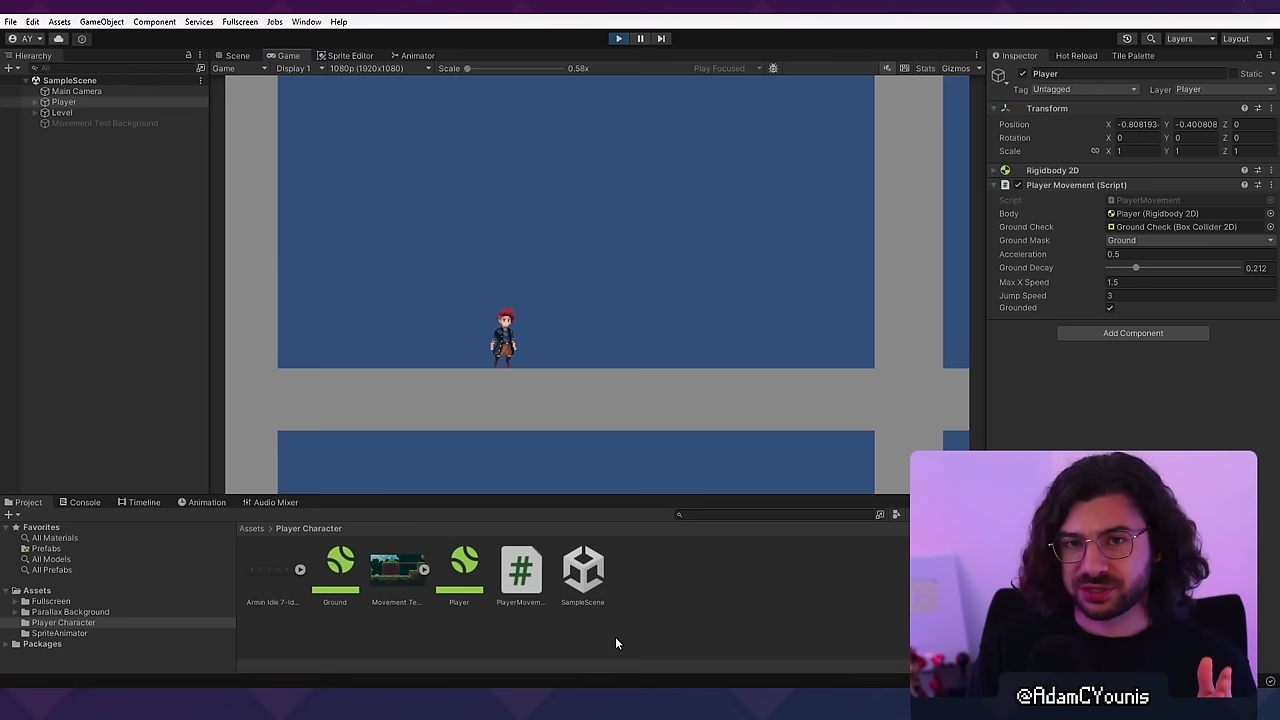 File Edit Assets GameObject Component Services Fullscreen Jobs Window Help
AY Layers Layout
Hierarchy Scene Game Sprite Editor Animator Inspector Hot Reload Tile Palette
All Game Display 1 1080p (1920x1080) Scale 0.58x Play Focused Stats Gizmos
SampleScene
Main Camera
Player
Level
Movement Test Background
Player Static
Tag Untagged Layer Player
Transform
Position X -0.808193 Y -0.400808 Z 0
Rotation X 0 Y 0 Z 0
Scale X 1 Y 1 Z 1
Rigidbody 2D
# Player Movement (Script)
Script PlayerMovement
Body Player (Rigidbody 2D)
Ground Check Ground Check (Box Collider 2D)
Ground Mask Ground
Acceleration 0.5
Ground Decay 0.212
Max X Speed 1.5
Jump Speed 3
Grounded
Add Component
Project Console Timeline Animation Audio Mixer
Favorites
All Materials
Prefabs
All Models
All Prefabs
Assets
Fullscreen
Parallax Background
Player Character
SpriteAnimator
Packages
Assets > Player Character
#
Armin Idle 7-Id... Ground Movement Te... Player PlayerMovem... SampleScene
@AdamCYounis